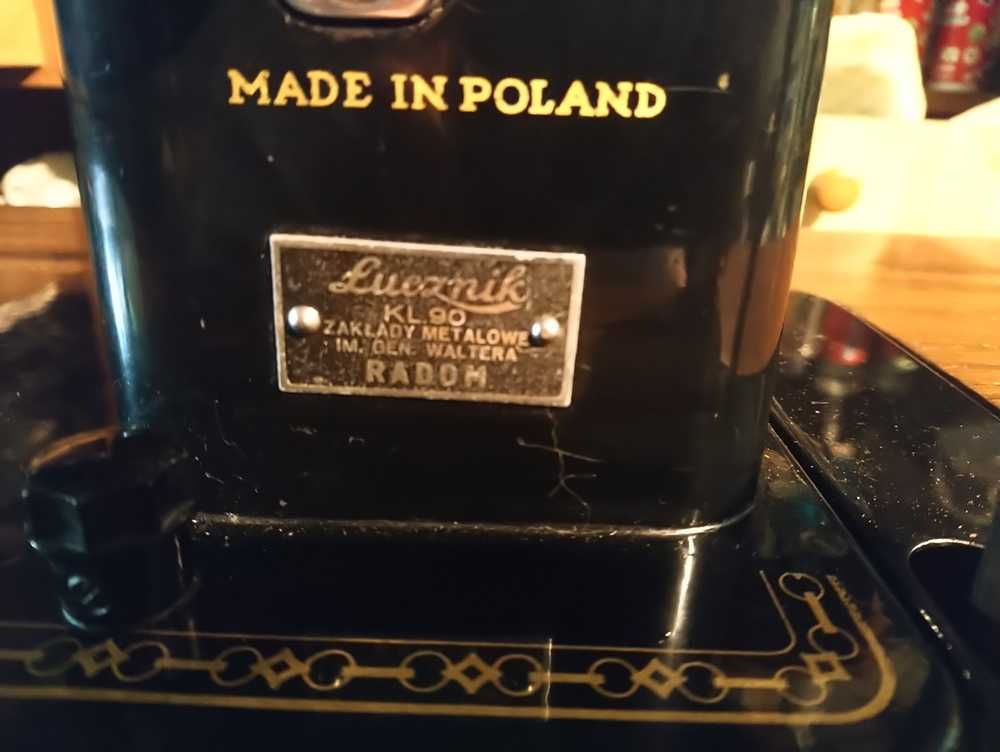 MADE IN POLAND
Łucznik
KL.90
ZAKŁADY METALOWE
IM. GEN. WALTERA
RADOM